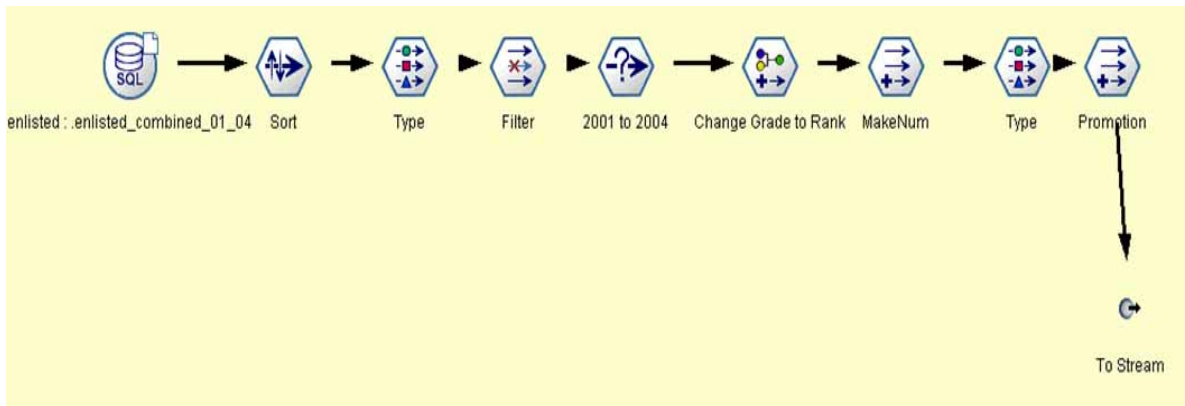 SQL
enlisted : .enlisted_combined_01_04 Sort Type Filter 2001 to 2004 Change Grade to Rank MakeNum Type Promotion
To Stream